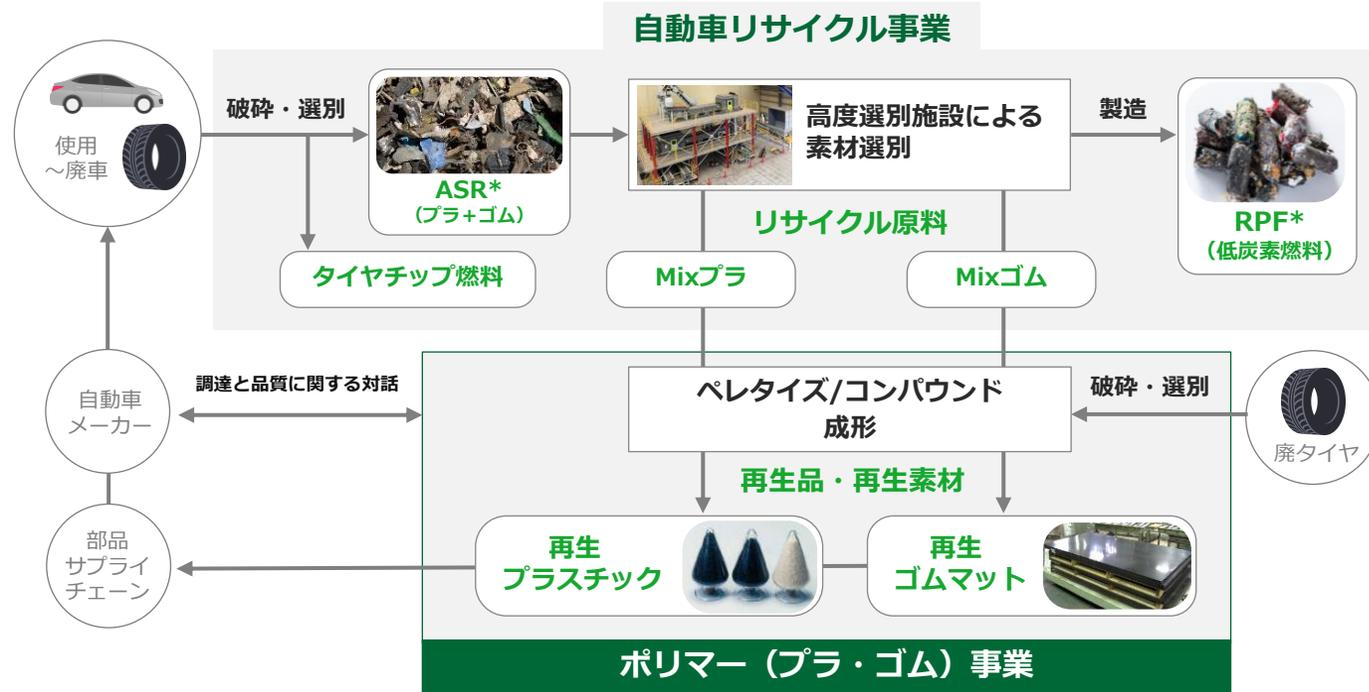 自動車リサイクル事業
使用
～廃車
破砕・選別
ASR*
（プラ+ゴム）
高度選別施設による
素材選別
製造
RPF*
（低炭素燃料）
リサイクル原料
タイヤチップ燃料
Mixプラ
Mixゴム
自動車
メーカー
調達と品質に関する対話
ペレタイズ/コンパウンド
成形
破砕・選別
廃タイヤ
再生品・再生素材
部品
サプライ
チェーン
再生
プラスチック
再生
ゴムマット
ポリマー（プラ・ゴム）事業